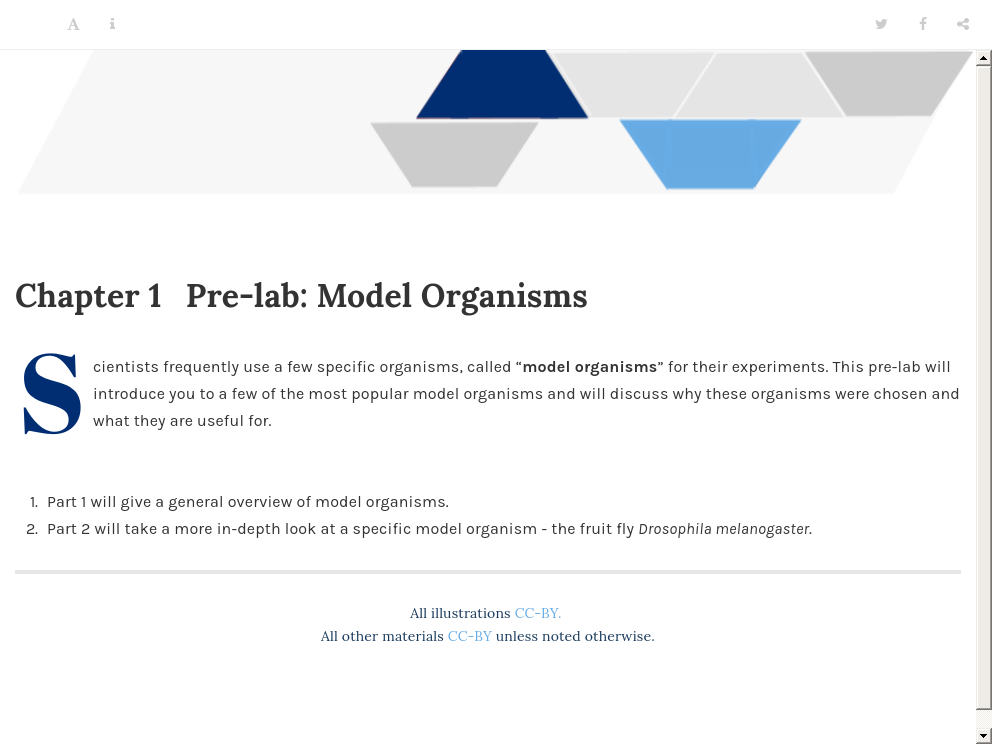 Chapter 1 Pre-lab: Model Organisms
Scientists frequently use a few specific organisms, called “model organisms” for their experiments. This pre-lab will
introduce you to a few of the most popular model organisms and will discuss why these organisms were chosen and
what they are useful for.
1. Part 1 will give a general overview of model organisms.
2. Part 2 will take a more in-depth look at a specific model organism - the fruit fly Drosophila melanogaster.
All illustrations CC-BY.
All other materials CC-BY unless noted otherwise.